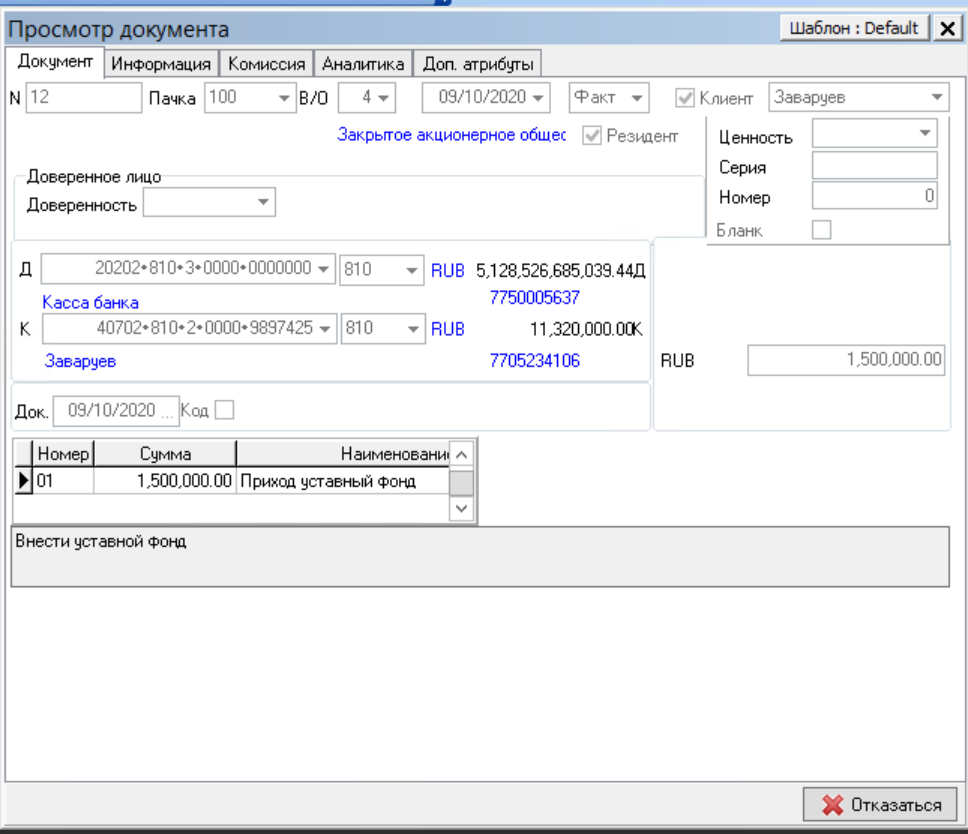 Просмотр документа Шаблон : Default
Документ Информация Комиссия Аналитика Доп. атрибуты
N 12 Пачка 100 В/О 4 09/10/2020 Факт Клиент Заваруев
Закрытое акционерное общес Резидент Ценность
Серия
Доверенное лицо
Доверенность Номер 0
Бланк
Д 20202*810*3*0000*0000000 810 RUB 5,128,526,685,039.44Д
Касса банка 7750005637
К 40702*810*2*0000*9897425 810 RUB 11,320,000.00К
Заваруев 7705234106 RUB 1,500,000.00
Док. 09/10/2020 ... Код
Номер Сумма Наименовани
01 1,500,000.00 Приход уставный фонд
Внести уставной фонд
Отказаться